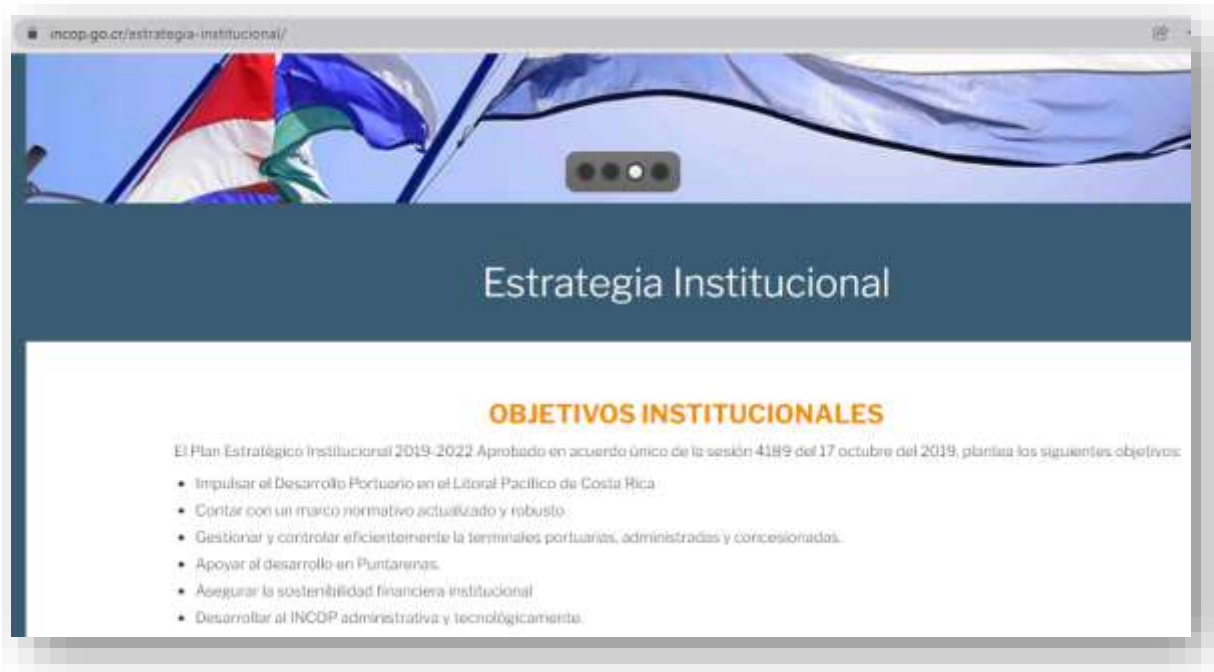 incop.go.cr/estrategia-institucional/
Estrategia Institucional
OBJETIVOS INSTITUCIONALES
El Plan Estratégico Institucional 2019-2022 Aprobado en acuerdo único de la sesión 4189 del 17 octubre del 2019, plantea los siguientes objetivos:
• Impulsar el Desarrollo Portuario en el Litoral Pacífico de Costa Rica
• Contar con un marco normativo actualizado y robusto
• Gestionar y controlar eficientemente la terminales portuarias, administradas y concesionadas.
• Apoyar al desarrollo en Puntarenas.
• Asegurar la sostenibilidad financiera institucional
• Desarrollar al INCOP administrativa y tecnológicamente.